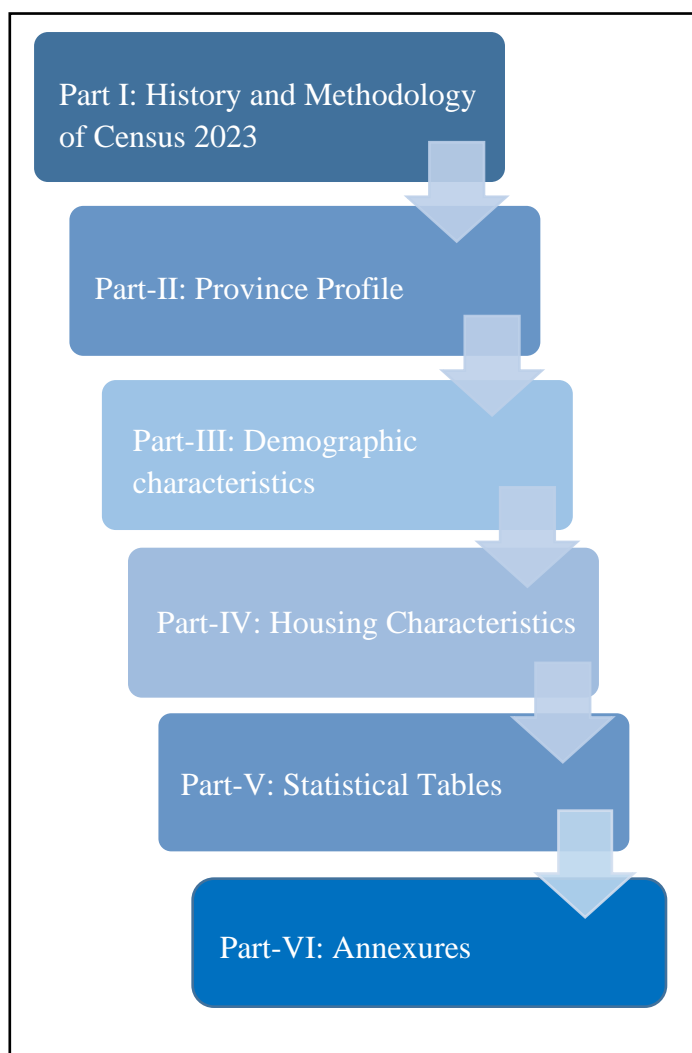 Part I: History and Methodology
of Census 2023
Part-II: Province Profile
Part-III: Demographic
characteristics
Part-IV: Housing Characteristics
Part-V: Statistical Tables
Part-VI: Annexures